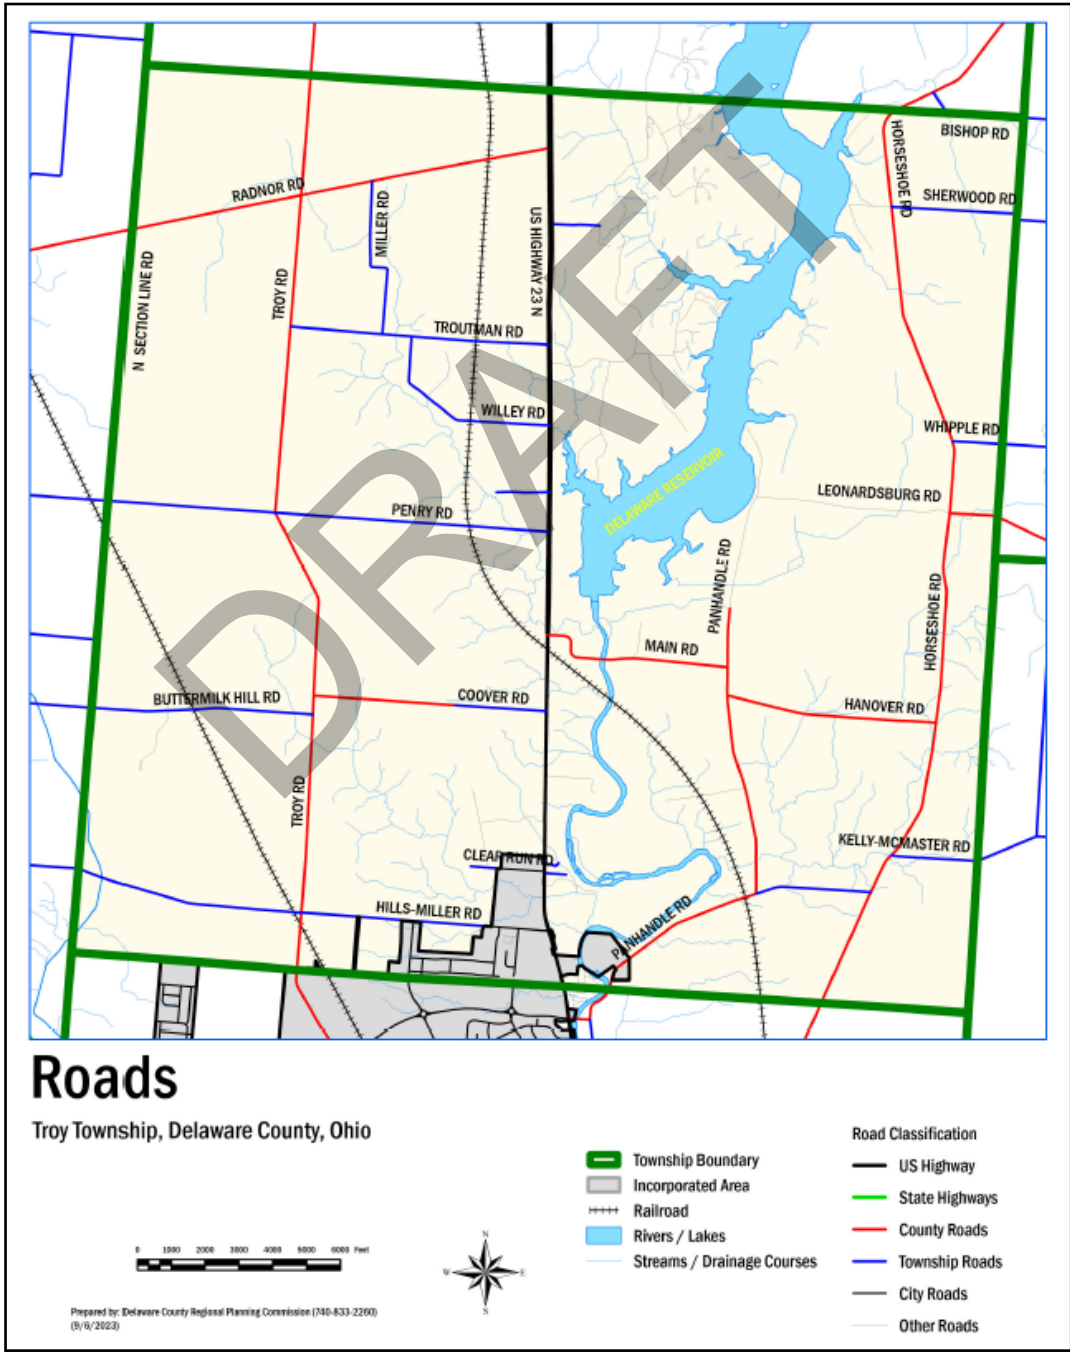 BISHOP RD
HORSESHOE RD
SHERWOOD RD
RADNOR RD
MILLER RD
US HIGHWAY 23 N
N SECTION LINE RD
TROY RD
TROUTMAN RD
WILLEY RD
WHIPPLE RD
DELAWARE RESERVOIR
LEONARDSBURG RD
PENRY RD
PANHANDLE RD
HORSESHOE RD
MAIN RD
BUTTERMILK HILL RD
COOVER RD
HANOVER RD
TROY RD
KELLY-MCMASTER RD
CLEAR RUN RD
HILLS-MILLER RD
PANHANDLE RD
DRAFT
Roads
Troy Township, Delaware County, Ohio
Township Boundary
Incorporated Area
Railroad
Rivers / Lakes
Streams / Drainage Courses
Road Classification
US Highway
State Highways
County Roads
Township Roads
City Roads
Other Roads
0 1000 2000 3000 4000 5000 6000 Feet
N
W E
S
Prepared by: Delaware County Regional Planning Commission (740-833-2260)
(9/6/2023)